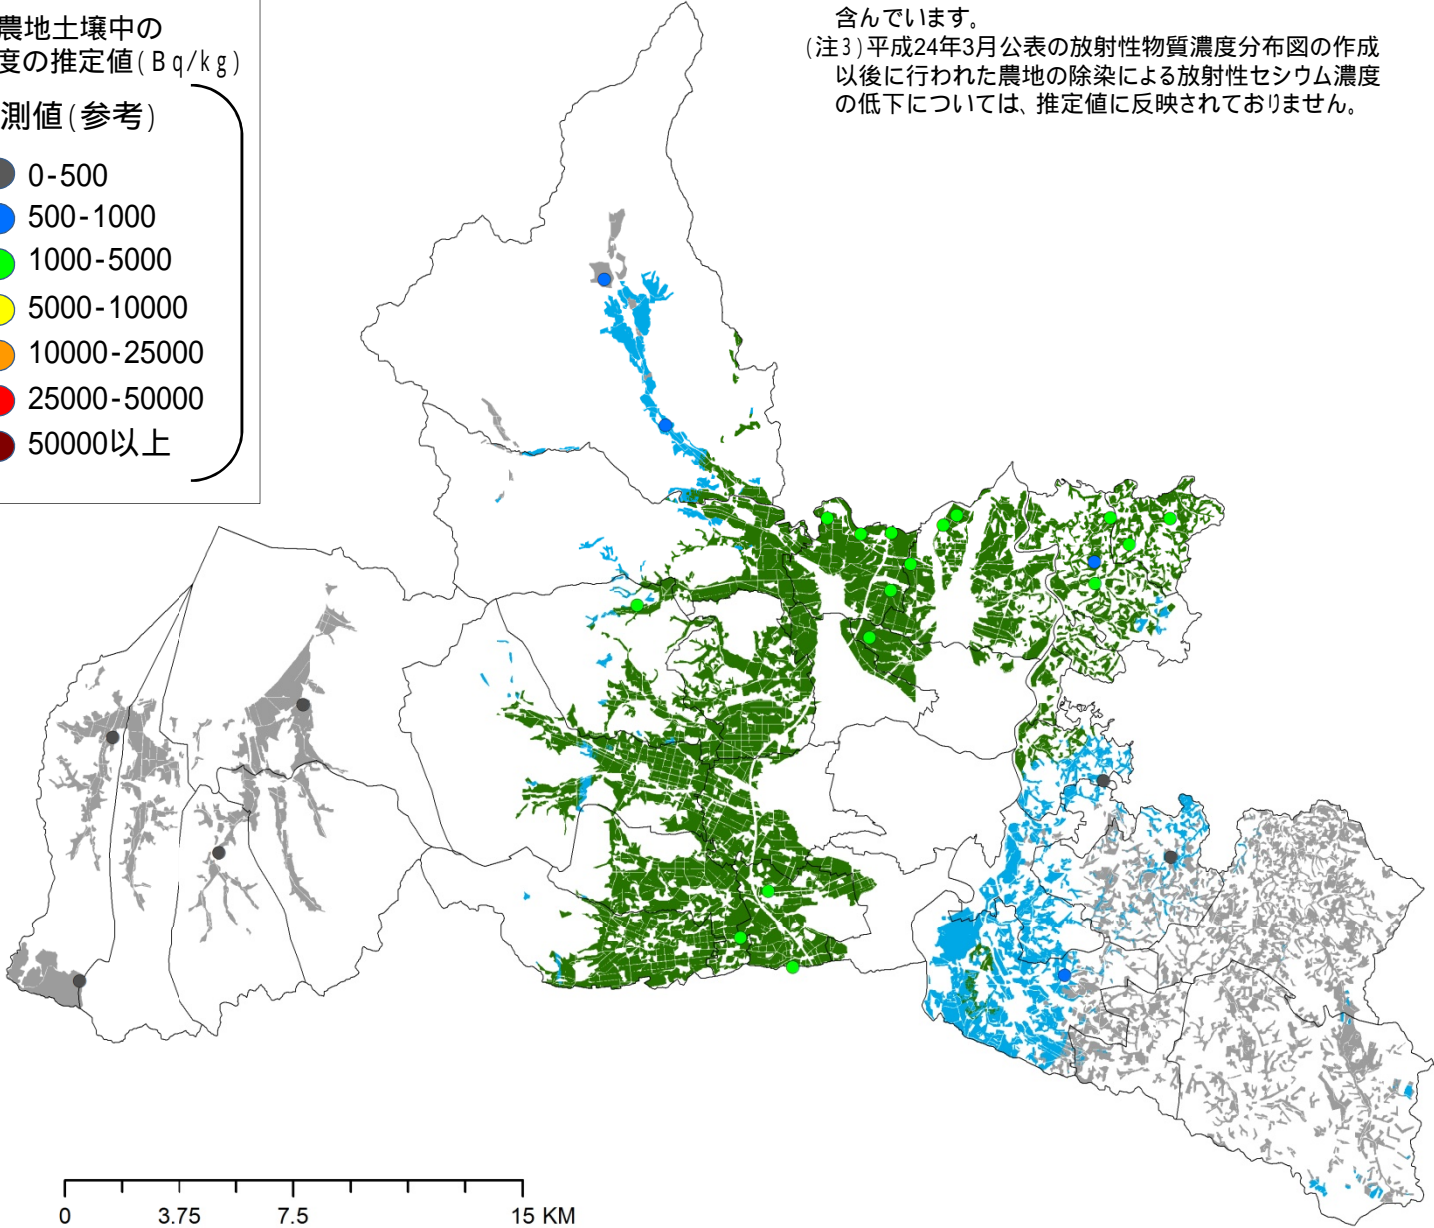 農地土壌中の
度の推定値(Bq/kg)
測値(参考)
0-500
500-1000
1000-5000
5000-10000
10000-25000
25000-50000
50000以上
含んでいます。
(注3)平成24年3月公表の放射性物質濃度分布図の作成
以後に行われた農地の除染による放射性セシウム濃度
の低下については、推定値に反映されておりません。
0 3.75 7.5 15 KM